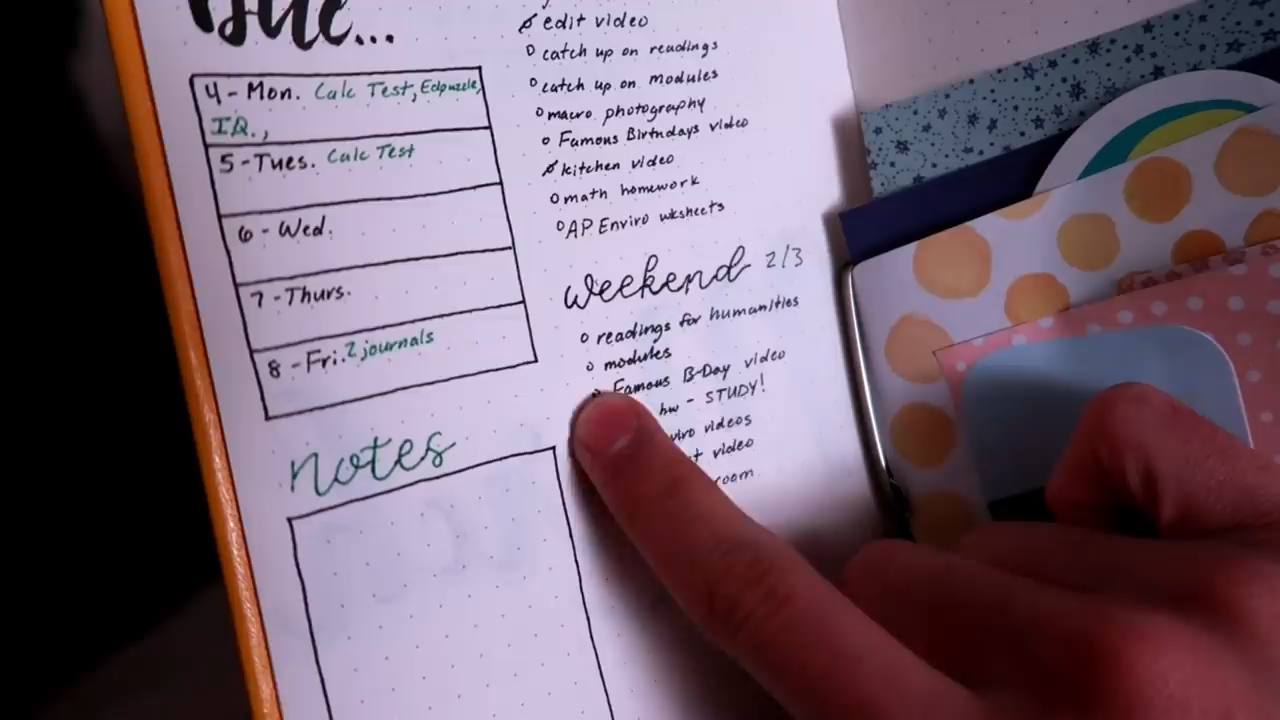 Due...
4 - Mon. Calc Test, Edpuzzle,
I.Q.,
5 - Tues. Calc Test
6 - Wed.
7 - Thurs.
8 - Fri. 2 journals
notes
edit video
catch up on readings
catch up on modules
macro photography
Famous Birthdays video
kitchen video
math homework
AP Enviro wksheets
weekend 2/3
readings for humanities
modules
Famous B-Day video
hw - STUDY!
videos
video
room